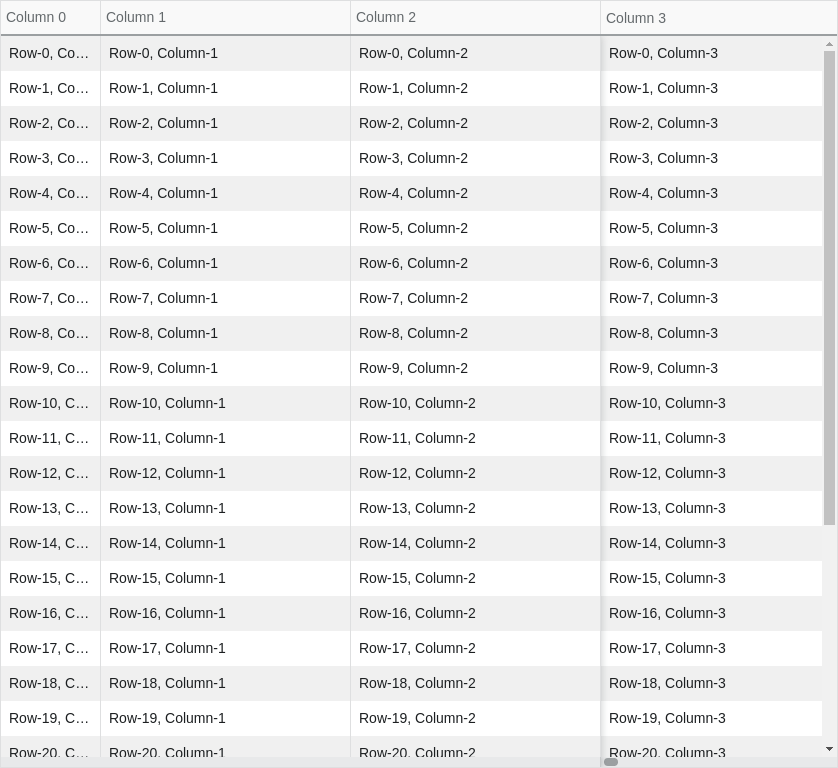 Column 0 Column 1 Column 2 Column 3
Row-0, Co… Row-0, Column-1 Row-0, Column-2 Row-0, Column-3
Row-1, Co… Row-1, Column-1 Row-1, Column-2 Row-1, Column-3
Row-2, Co… Row-2, Column-1 Row-2, Column-2 Row-2, Column-3
Row-3, Co… Row-3, Column-1 Row-3, Column-2 Row-3, Column-3
Row-4, Co… Row-4, Column-1 Row-4, Column-2 Row-4, Column-3
Row-5, Co… Row-5, Column-1 Row-5, Column-2 Row-5, Column-3
Row-6, Co… Row-6, Column-1 Row-6, Column-2 Row-6, Column-3
Row-7, Co… Row-7, Column-1 Row-7, Column-2 Row-7, Column-3
Row-8, Co… Row-8, Column-1 Row-8, Column-2 Row-8, Column-3
Row-9, Co… Row-9, Column-1 Row-9, Column-2 Row-9, Column-3
Row-10, C… Row-10, Column-1 Row-10, Column-2 Row-10, Column-3
Row-11, C… Row-11, Column-1 Row-11, Column-2 Row-11, Column-3
Row-12, C… Row-12, Column-1 Row-12, Column-2 Row-12, Column-3
Row-13, C… Row-13, Column-1 Row-13, Column-2 Row-13, Column-3
Row-14, C… Row-14, Column-1 Row-14, Column-2 Row-14, Column-3
Row-15, C… Row-15, Column-1 Row-15, Column-2 Row-15, Column-3
Row-16, C… Row-16, Column-1 Row-16, Column-2 Row-16, Column-3
Row-17, C… Row-17, Column-1 Row-17, Column-2 Row-17, Column-3
Row-18, C… Row-18, Column-1 Row-18, Column-2 Row-18, Column-3
Row-19, C… Row-19, Column-1 Row-19, Column-2 Row-19, Column-3
Row-20, C… Row-20, Column-1 Row-20, Column-2 Row-20, Column-3